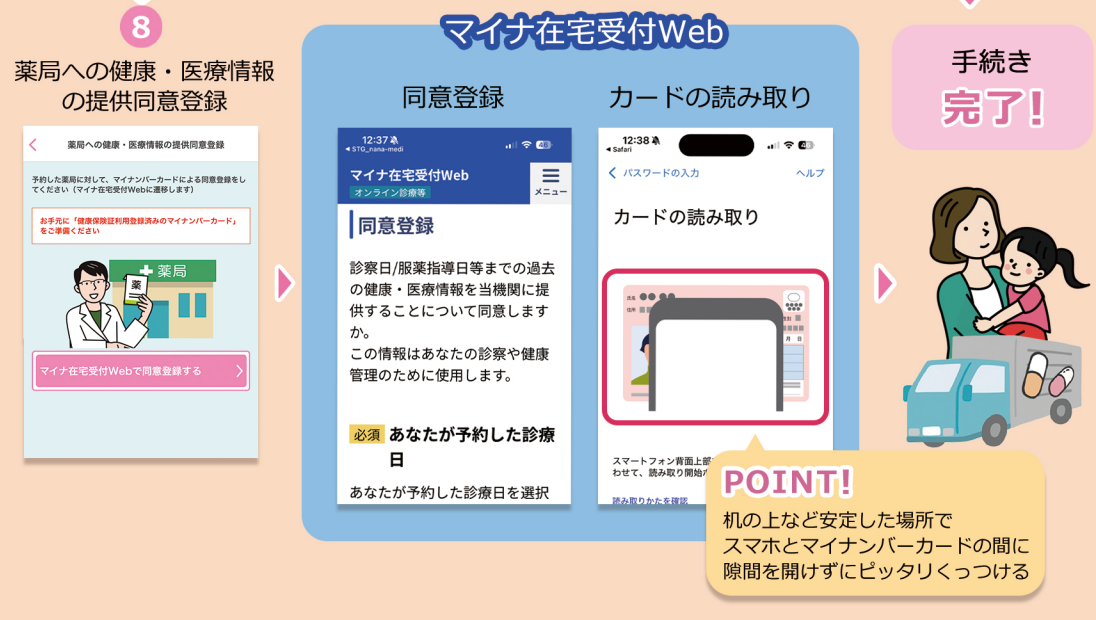 8
薬局への健康・医療情報
の提供同意登録
薬局への健康・医療情報の提供同意登録
予約した薬局に対して、マイナンバーカードによる同意登録をし
てください（マイナ在宅受付Webに遷移します）
お手元に「健康保険証利用登録済みのマイナンバーカード」
をご準備ください
薬局
薬
マイナ在宅受付Webで同意登録する
マイナ在宅受付Web
同意登録
12:37
STG_nana-medi
48
マイナ在宅受付Web
オンライン診療等
メニュー
同意登録
診察日/服薬指導日等までの過去
の健康・医療情報を当機関に提
供することについて同意します
か。
この情報はあなたの診察や健康
管理のために使用します。
必須 あなたが予約した診療
日
あなたが予約した診療日を選択
カードの読み取り
12:38
Safari
48
パスワードの入力
ヘルプ
カードの読み取り
氏名
住所
性別
月 日
スマートフォン背面上部
わせて、読み取り開始
読み取りかたを確認
POINT!
机の上など安定した場所で
スマホとマイナンバーカードの間に
隙間を開けずにピッタリくっつける
手続き
完了!